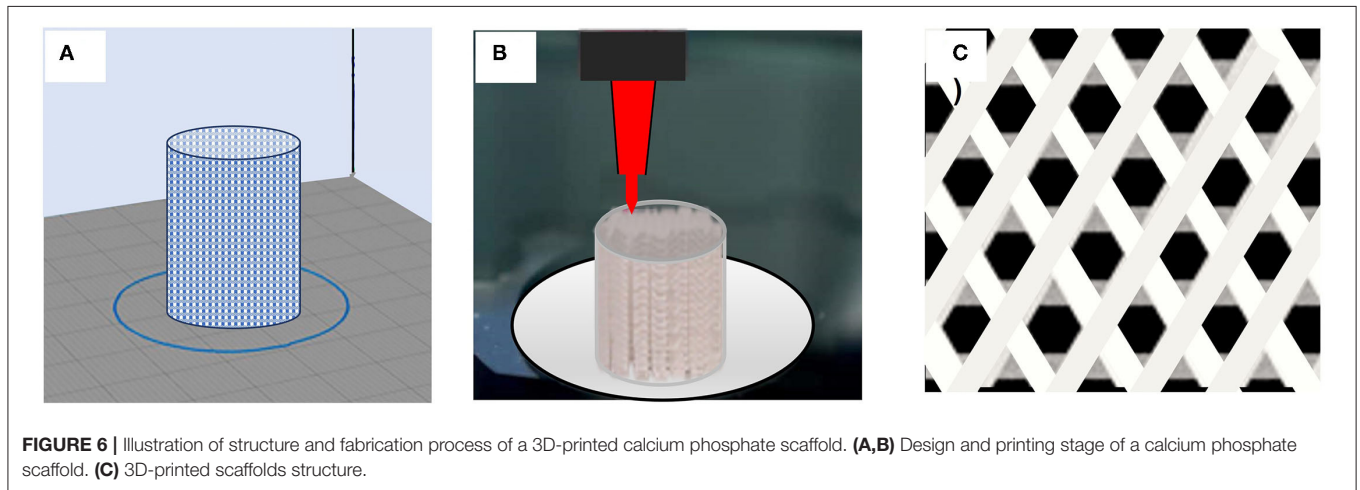 A
B
C
)
FIGURE 6 | Illustration of structure and fabrication process of a 3D-printed calcium phosphate scaffold. (A,B) Design and printing stage of a calcium phosphate
scaffold. (C) 3D-printed scaffolds structure.